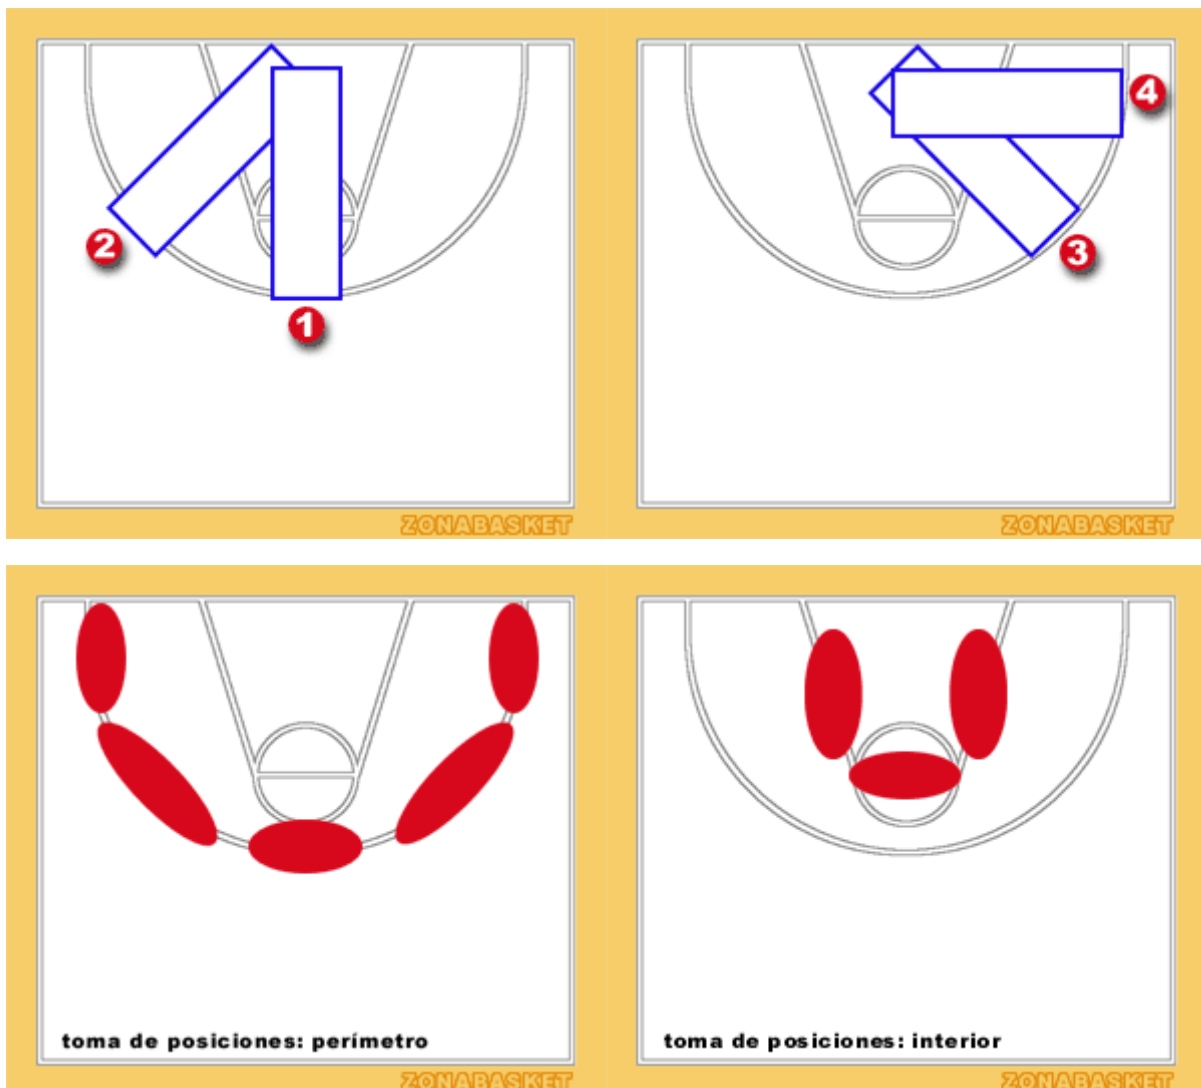 2
1
ZONABASKET
4
3
ZONABASKET
toma de posiciones: perímetro
ZONABASKET
toma de posiciones: interior
ZONABASKET